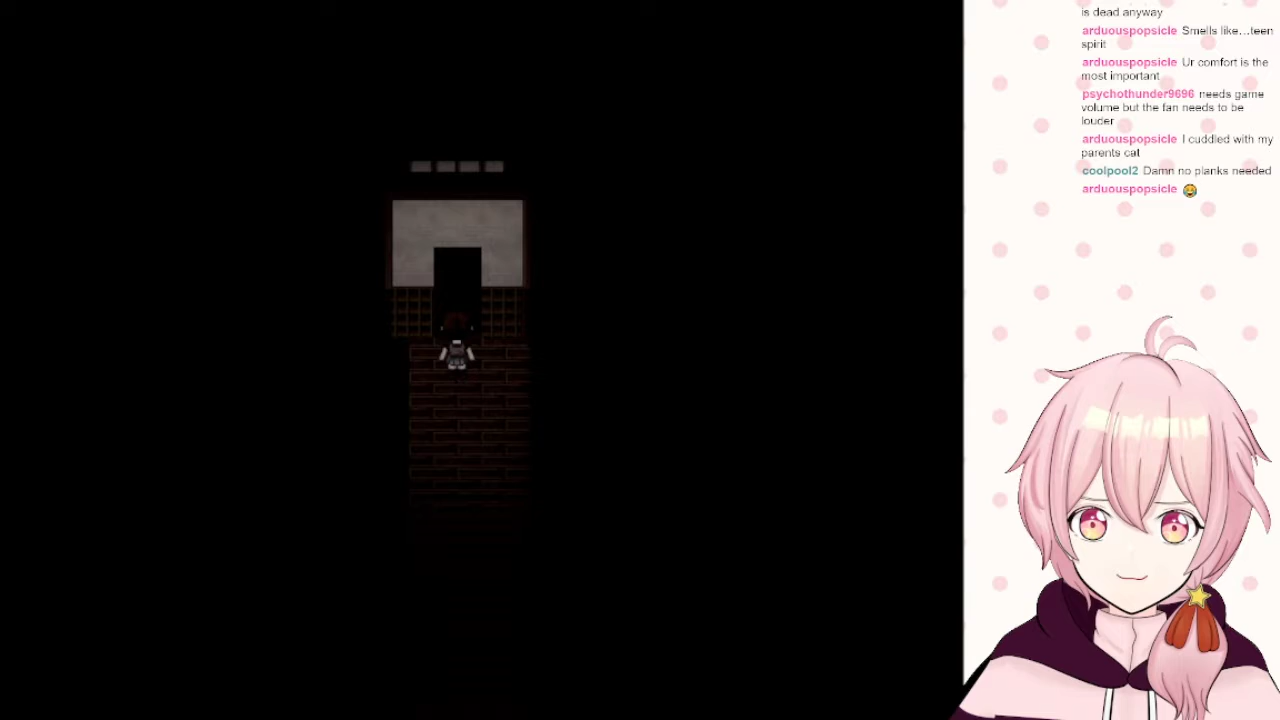 is dead anyway
arduouspopsicle Smells like...teen
spirit
arduouspopsicle Ur comfort is the
most important
psychothunder9696 needs game
volume but the fan needs to be
louder
arduouspopsicle I cuddled with my
parents cat
coolpool2 Damn no planks needed
arduouspopsicle 😂